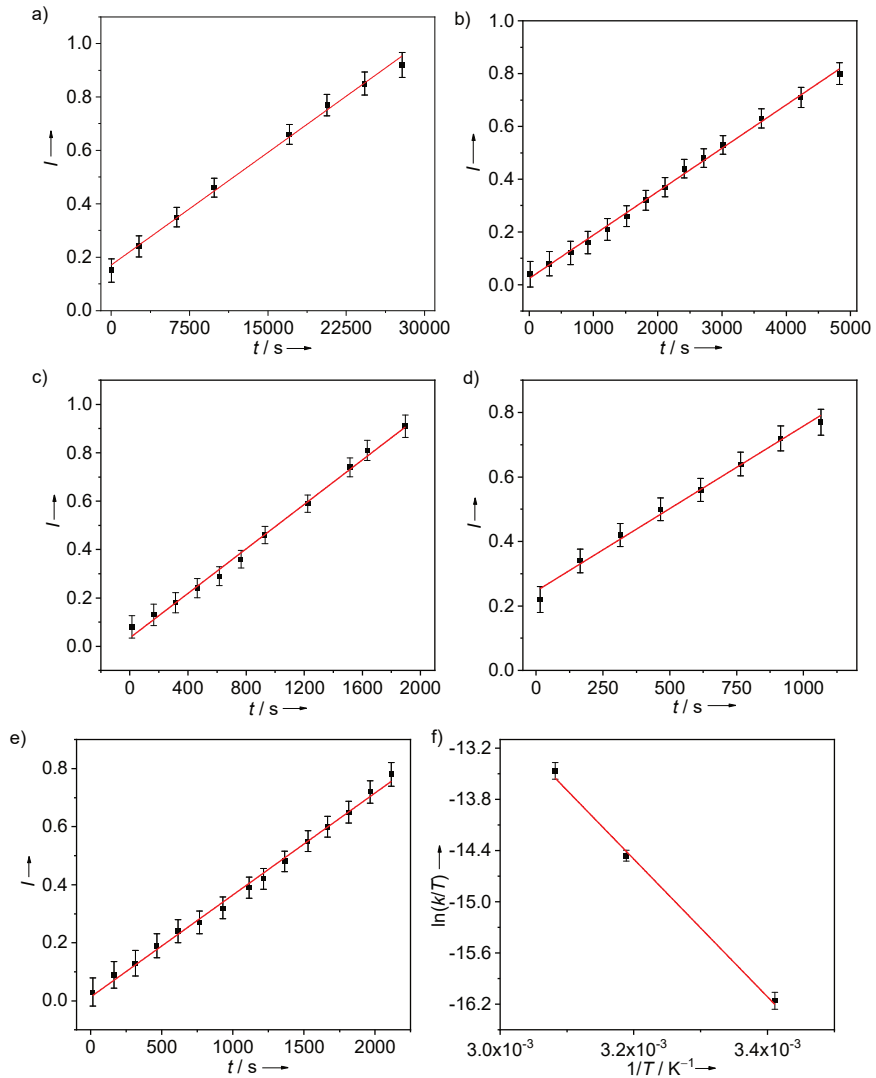 a)
1.0
0.8
0.6
0.4
0.2
0.0
I
0 7500 15000 22500 30000
t / s
b)
1.0
0.8
0.6
0.4
0.2
0.0
I
0 1000 2000 3000 4000 5000
t / s
c)
1.0
0.8
0.6
0.4
0.2
0.0
I
0 400 800 1200 1600 2000
t / s
d)
0.8
0.6
0.4
0.2
0.0
I
0 250 500 750 1000
t / s
e)
0.8
0.6
0.4
0.2
0.0
I
0 500 1000 1500 2000
t / s
f)
-13.2
-13.8
-14.4
-15.0
-15.6
-16.2
ln(k/T)
3.0x10⁻³ 3.2x10⁻³ 3.4x10⁻³
1/T / K⁻¹